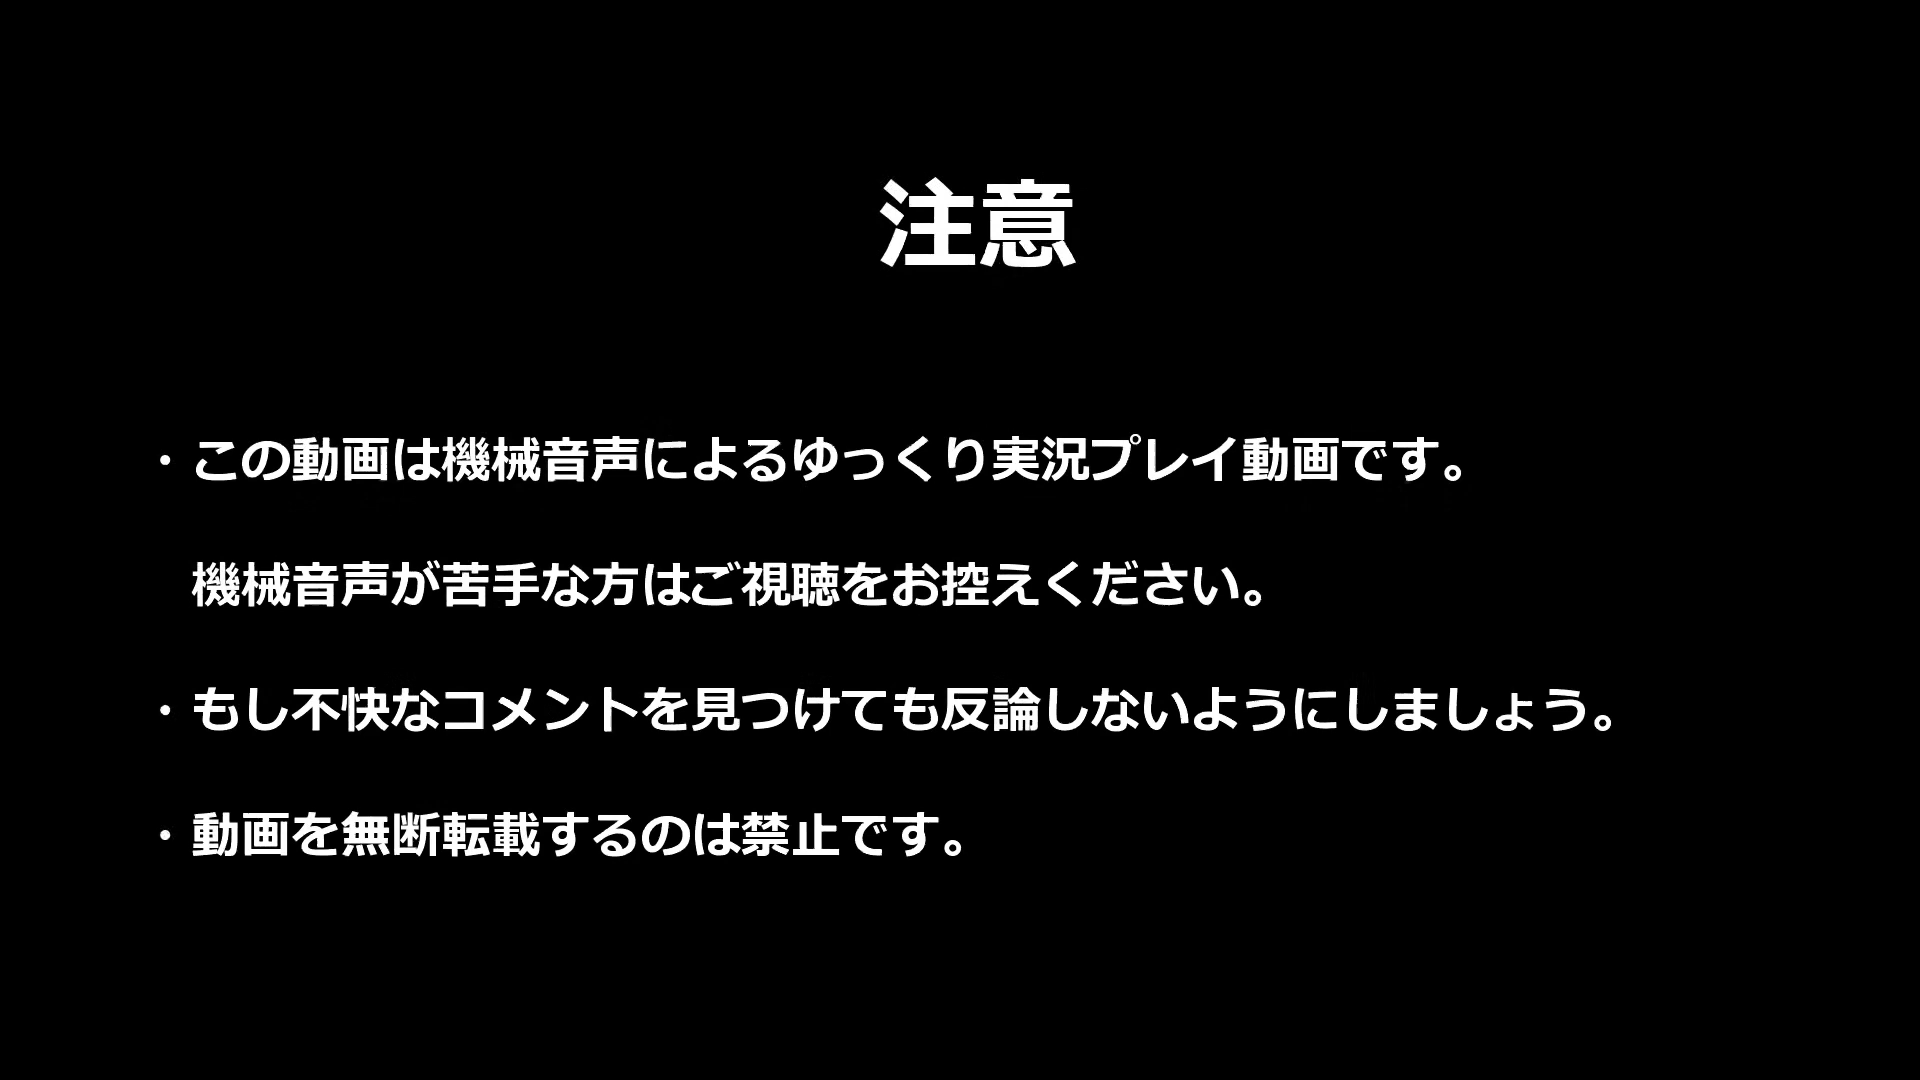 注意
・この動画は機械音声によるゆっくり実況プレイ動画です。
機械音声が苦手な方はご視聴をお控えください。
・もし不快なコメントを見つけても反論しないようにしましょう。
・動画を無断転載するのは禁止です。